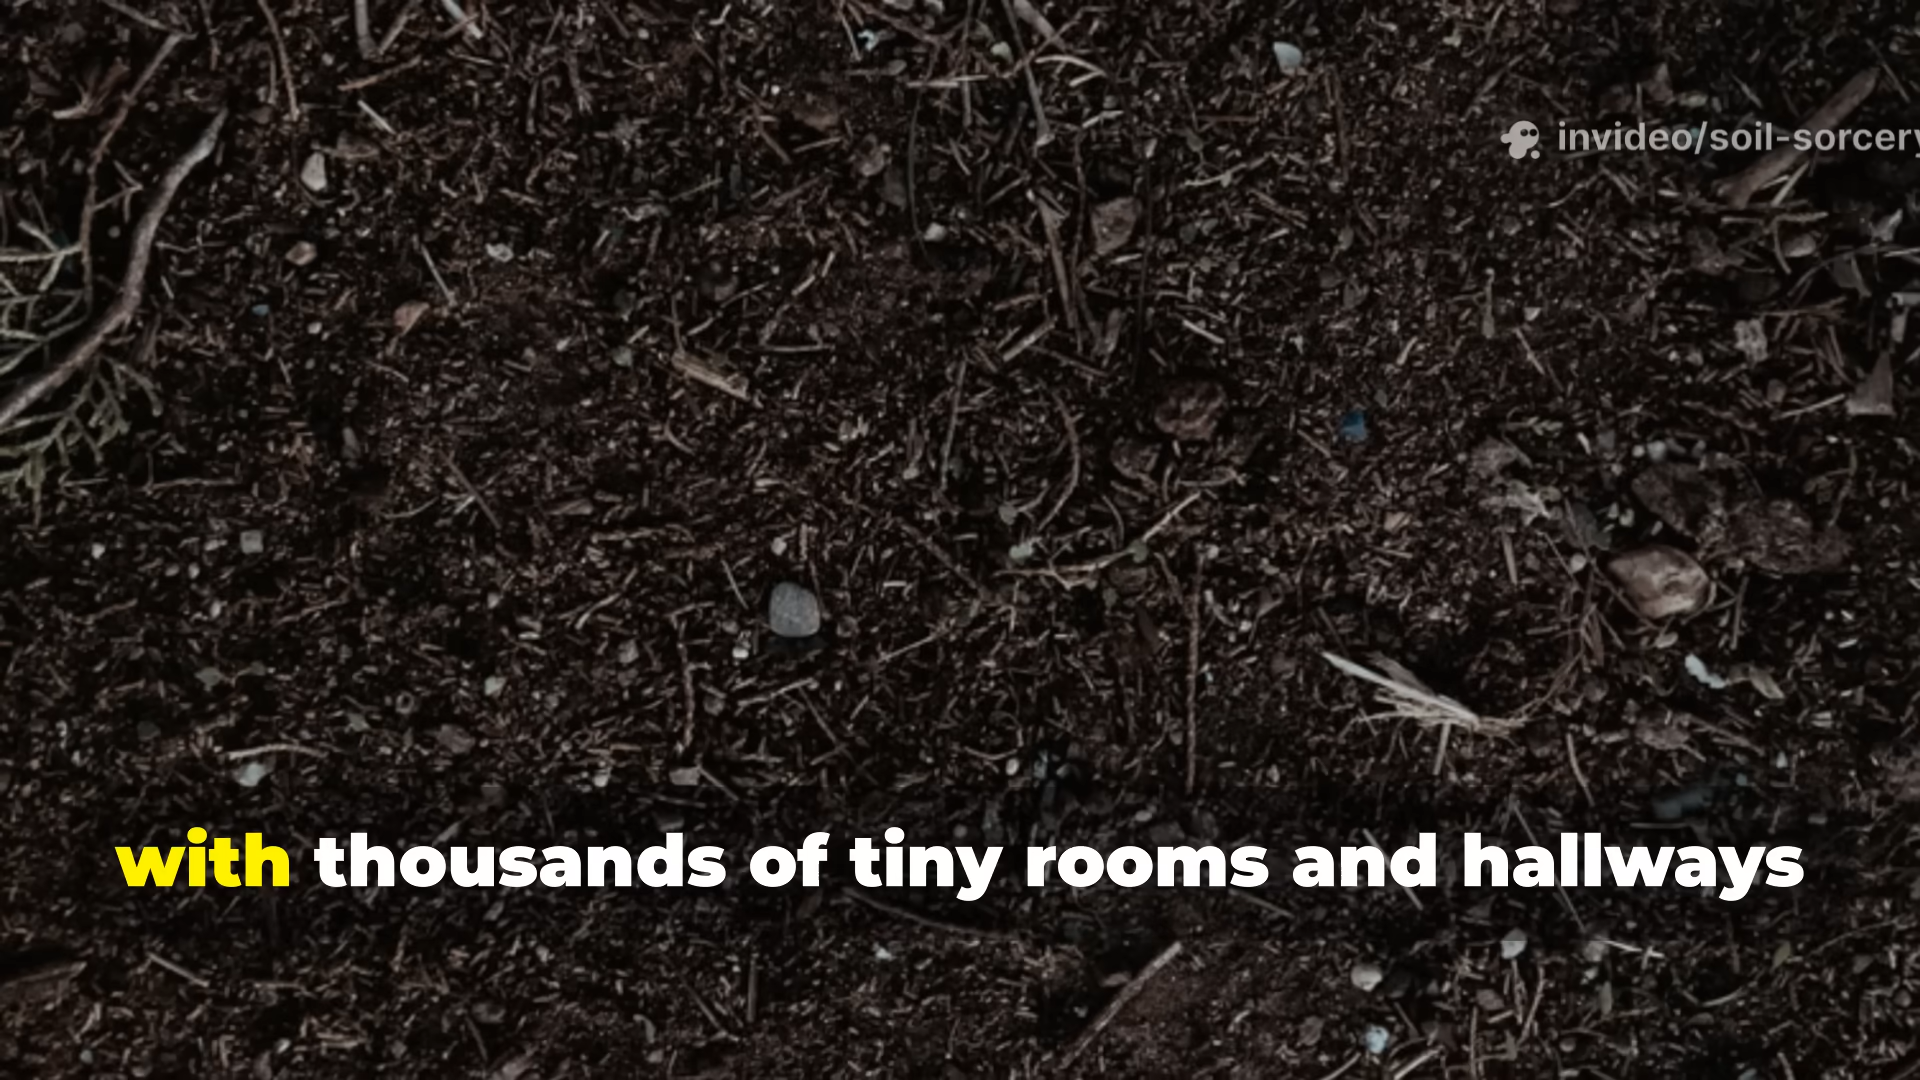 invideo/soil-sorcery
with thousands of tiny rooms and hallways